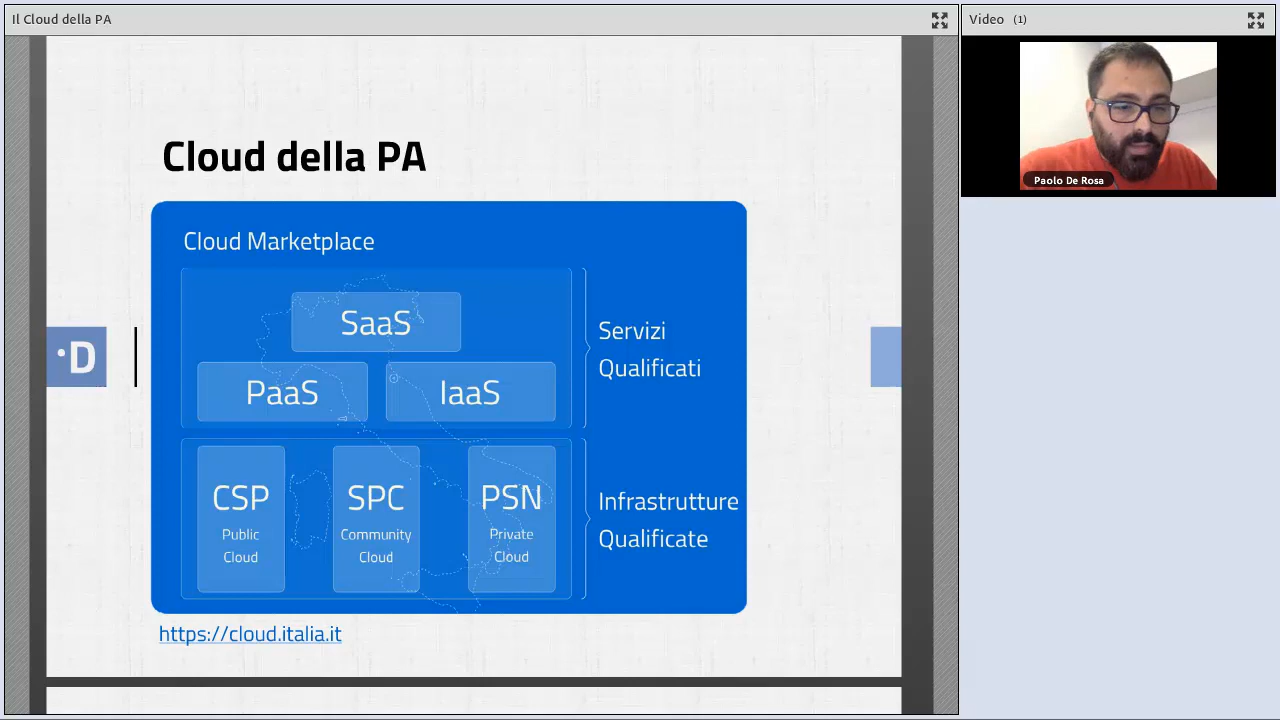 Il Cloud della PA
Video (1)
Paolo De Rosa
Cloud della PA
Cloud Marketplace
SaaS
PaaS
IaaS
Servizi
Qualificati
CSP
Public
Cloud
SPC
Community
Cloud
PSN
Private
Cloud
Infrastrutture
Qualificate
https://cloud.italia.it
·D